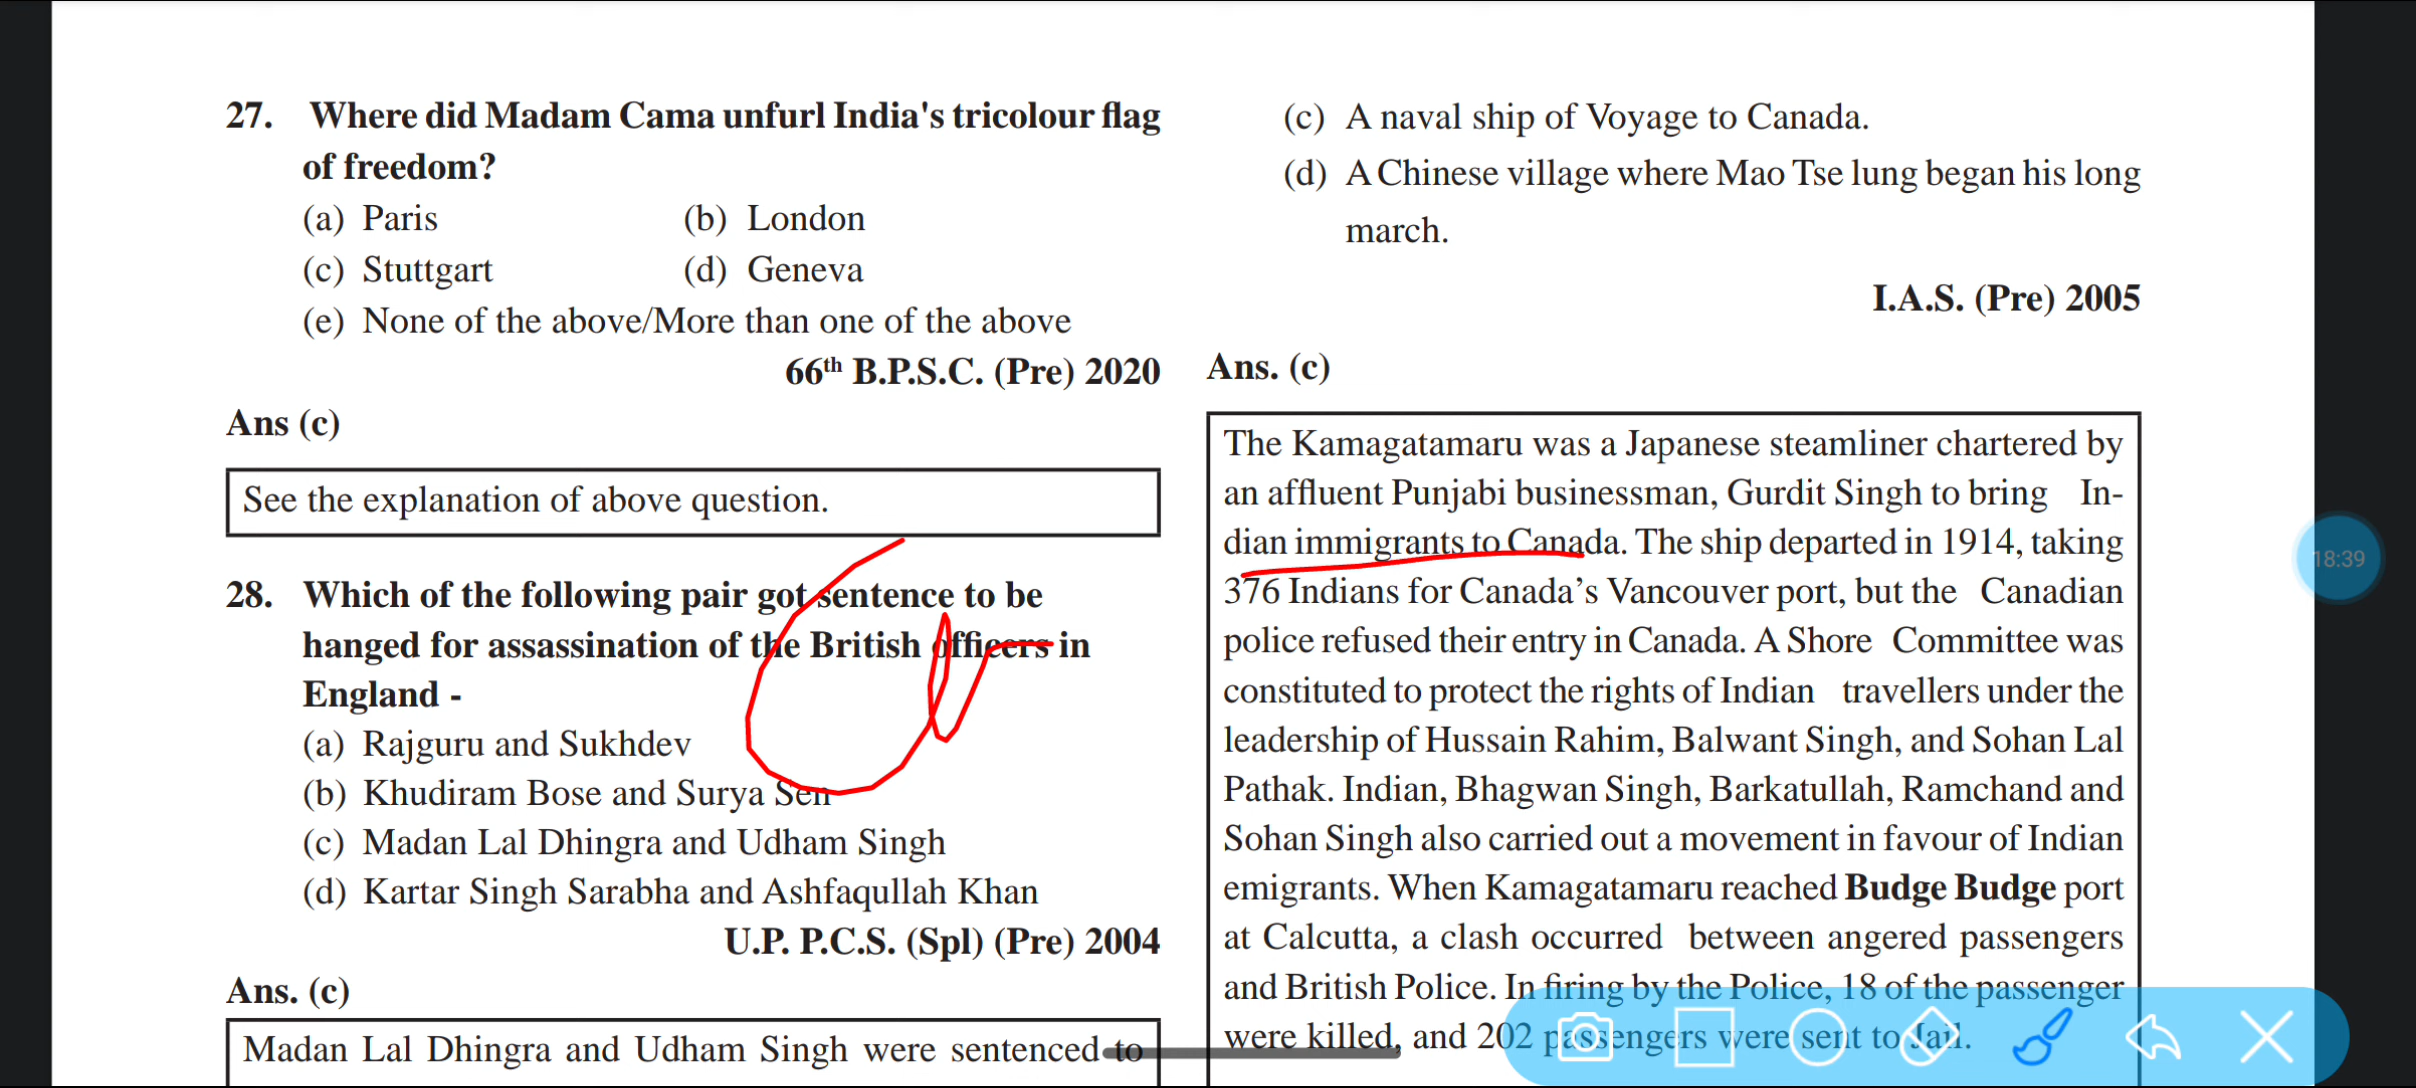 27. Where did Madam Cama unfurl India's tricolour flag
of freedom?
(a) Paris (b) London
(c) Stuttgart (d) Geneva
(e) None of the above/More than one of the above
66th B.P.S.C. (Pre) 2020
Ans (c)
See the explanation of above question.
28. Which of the following pair got sentence to be
hanged for assassination of the British officers in
England -
(a) Rajguru and Sukhdev
(b) Khudiram Bose and Surya Sen
(c) Madan Lal Dhingra and Udham Singh
(d) Kartar Singh Sarabha and Ashfaqullah Khan
U.P. P.C.S. (Spl) (Pre) 2004
Ans. (c)
Madan Lal Dhingra and Udham Singh were sentenced to
(c) A naval ship of Voyage to Canada.
(d) A Chinese village where Mao Tse lung began his long
march.
I.A.S. (Pre) 2005
Ans. (c)
The Kamagatamaru was a Japanese steamliner chartered by
an affluent Punjabi businessman, Gurdit Singh to bring In-
dian immigrants to Canada. The ship departed in 1914, taking
376 Indians for Canada’s Vancouver port, but the Canadian
police refused their entry in Canada. A Shore Committee was
constituted to protect the rights of Indian travellers under the
leadership of Hussain Rahim, Balwant Singh, and Sohan Lal
Pathak. Indian, Bhagwan Singh, Barkatullah, Ramchand and
Sohan Singh also carried out a movement in favour of Indian
emigrants. When Kamagatamaru reached Budge Budge port
at Calcutta, a clash occurred between angered passengers
and British Police. In firing by the Police, 18 of the passenger
were killed, and 202 passengers were sent to Jail.
18:39